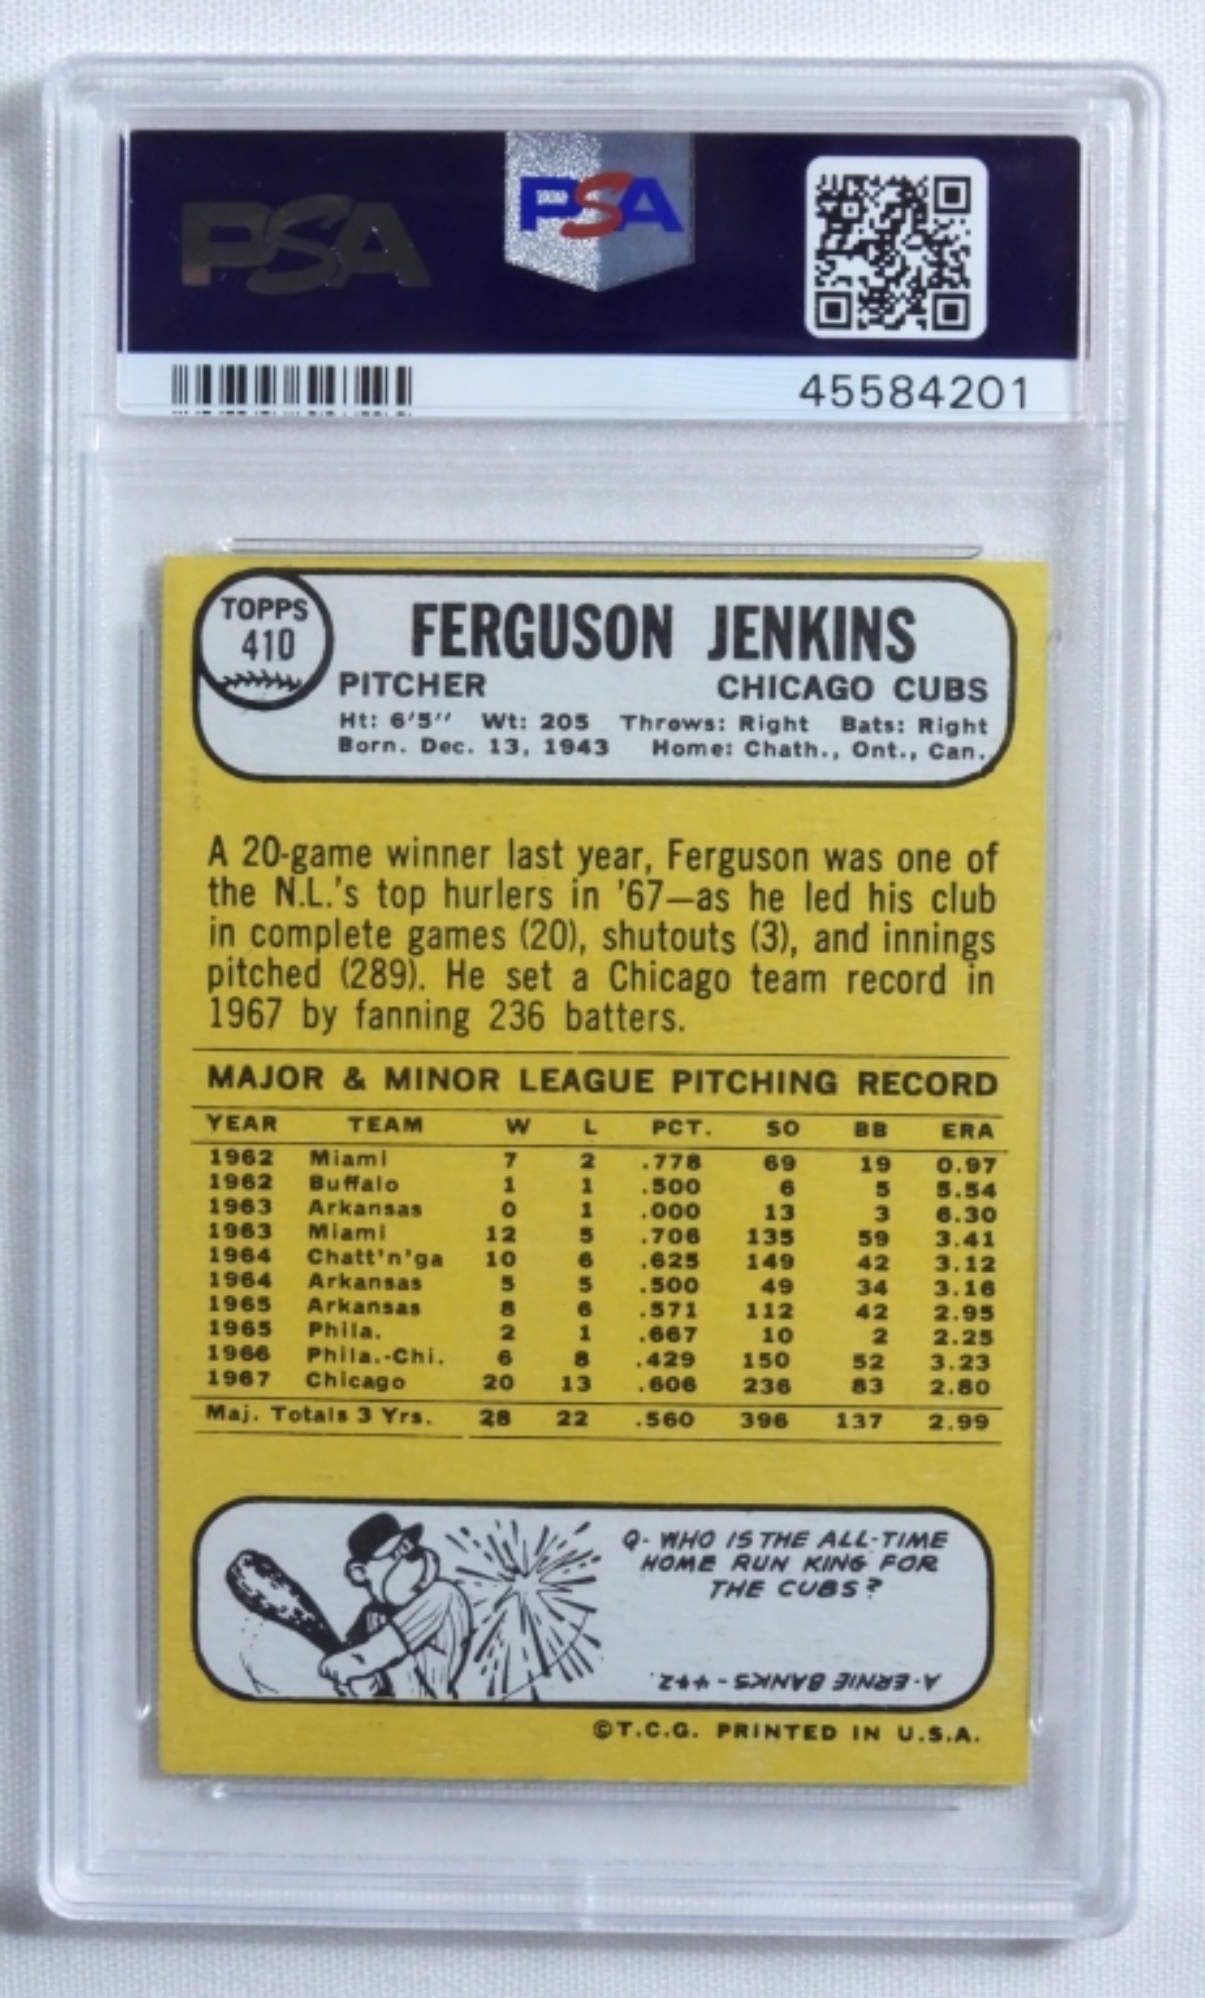 PSA
PSA
45584201
TOPPS
410
FERGUSON JENKINS
PITCHER CHICAGO CUBS
Ht: 6'5" Wt: 205 Throws: Right Bats: Right
Born. Dec. 13, 1943 Home: Chath., Ont., Can.
A 20-game winner last year, Ferguson was one of
the N.L.'s top hurlers in '67—as he led his club
in complete games (20), shutouts (3), and innings
pitched (289). He set a Chicago team record in
1967 by fanning 236 batters.
MAJOR & MINOR LEAGUE PITCHING RECORD
YEAR TEAM W L PCT. SO BB ERA
1962 Miami 7 2 .778 69 19 0.97
1962 Buffalo 1 1 .500 6 5 5.54
1963 Arkansas 0 1 .000 13 3 6.30
1963 Miami 12 5 .706 135 59 3.41
1964 Chatt'n'ga 10 6 .625 149 42 3.12
1964 Arkansas 5 5 .500 49 34 3.16
1965 Arkansas 8 6 .571 112 42 2.95
1965 Phila. 2 1 .667 10 2 2.25
1966 Phila.-Chi. 6 8 .429 150 52 3.23
1967 Chicago 20 13 .606 236 83 2.80
Maj. Totals 3 Yrs. 28 22 .560 396 137 2.99
Q- WHO IS THE ALL-TIME
HOME RUN KING FOR
THE CUBS?
A-ERNIE BANKS-442.
©T.C.G. PRINTED IN U.S.A.